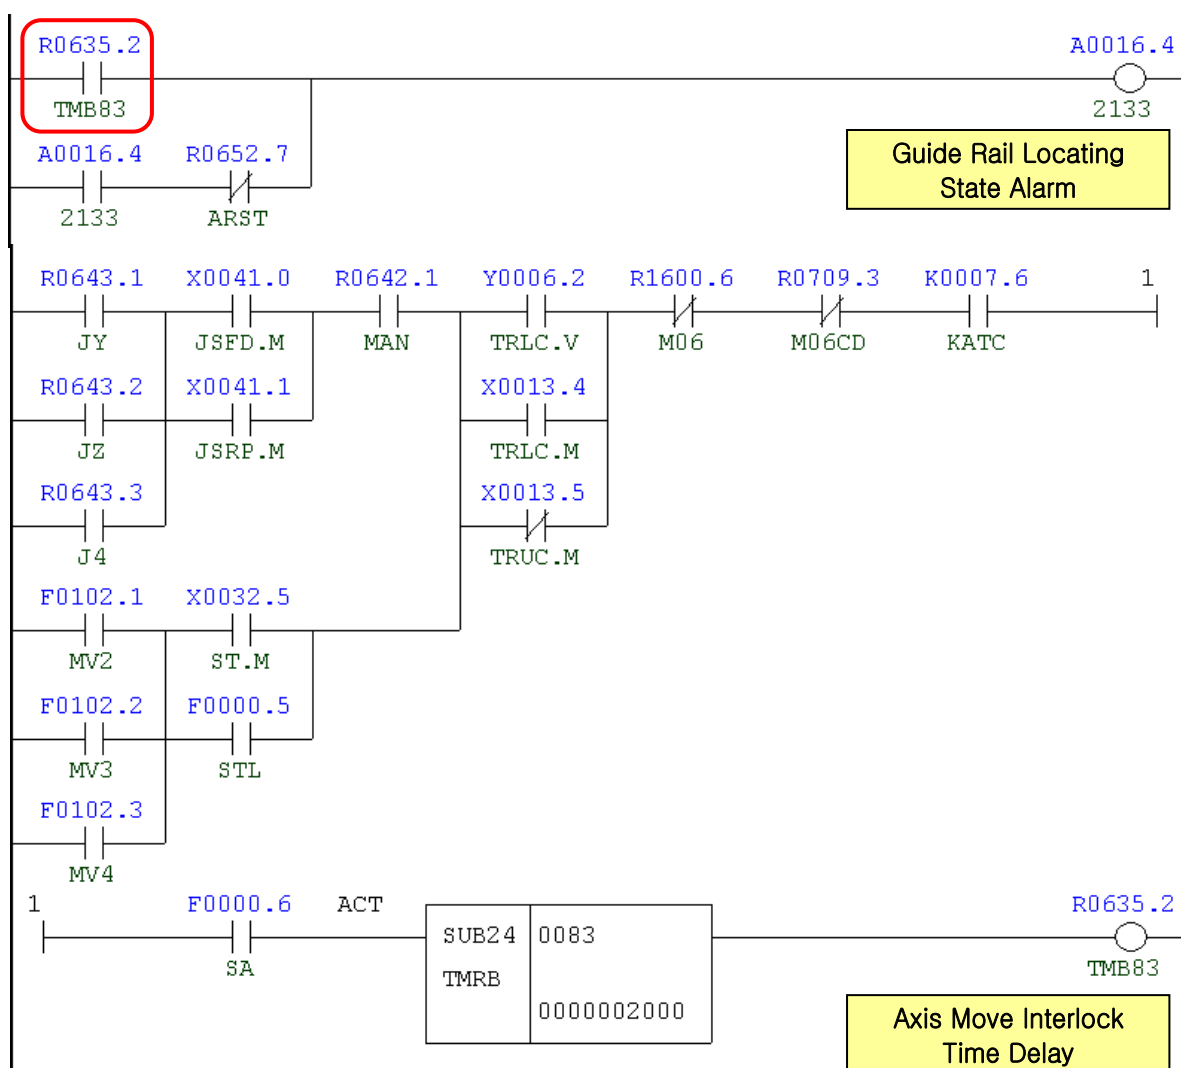 R0635.2 A0016.4
TMB83 2133
A0016.4 R0652.7
2133 ARST
Guide Rail Locating
State Alarm
R0643.1 X0041.0 R0642.1 Y0006.2 R1600.6 R0709.3 K0007.6 1
JY JSFD.M MAN TRLC.V M06 M06CD KATC
R0643.2 X0041.1 X0013.4
JZ JSRP.M TRLC.M
R0643.3 X0013.5
J4 TRUC.M
F0102.1 X0032.5
MV2 ST.M
F0102.2 F0000.5
MV3 STL
F0102.3
MV4
1 F0000.6 ACT R0635.2
SUB24 0083
SA TMRB TMB83
0000002000
Axis Move Interlock
Time Delay